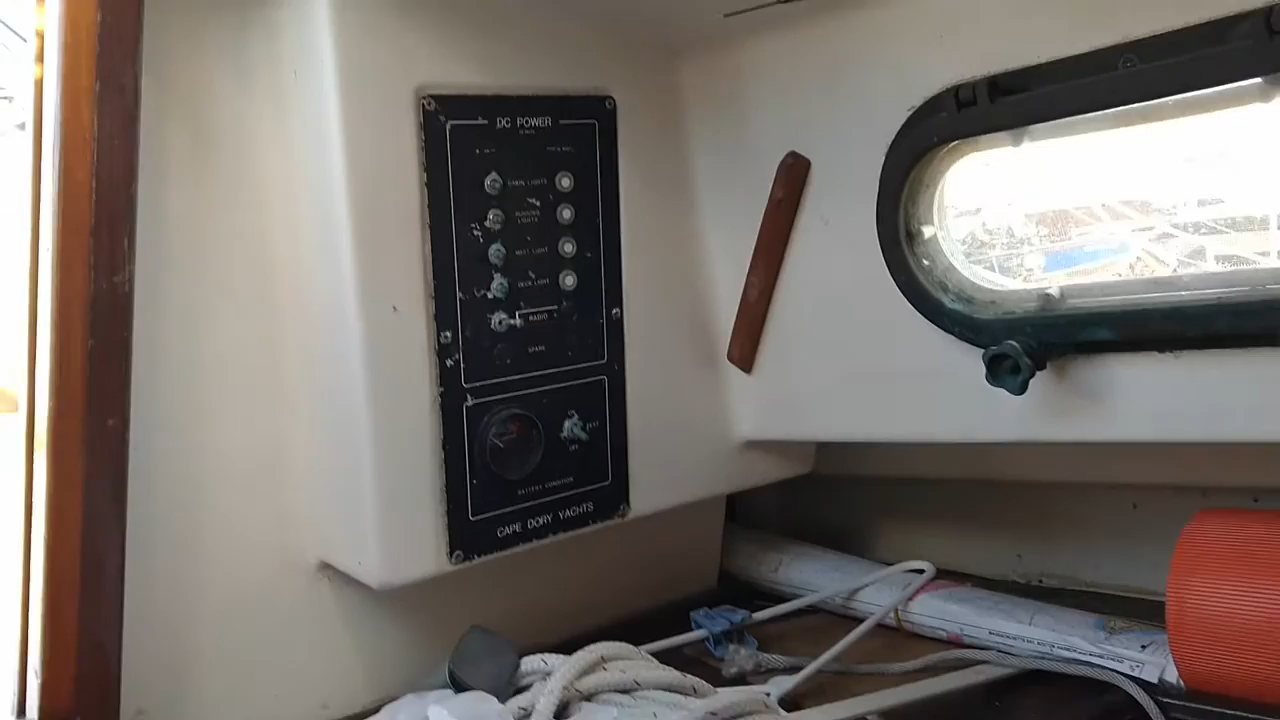 DC POWER
CABIN LIGHTS
RUNNING
LIGHTS
MAST LIGHT
DECK LIGHT
RADIO
SPARE
TEST
OFF
BATTERY CONDITION
CAPE DORY YACHTS